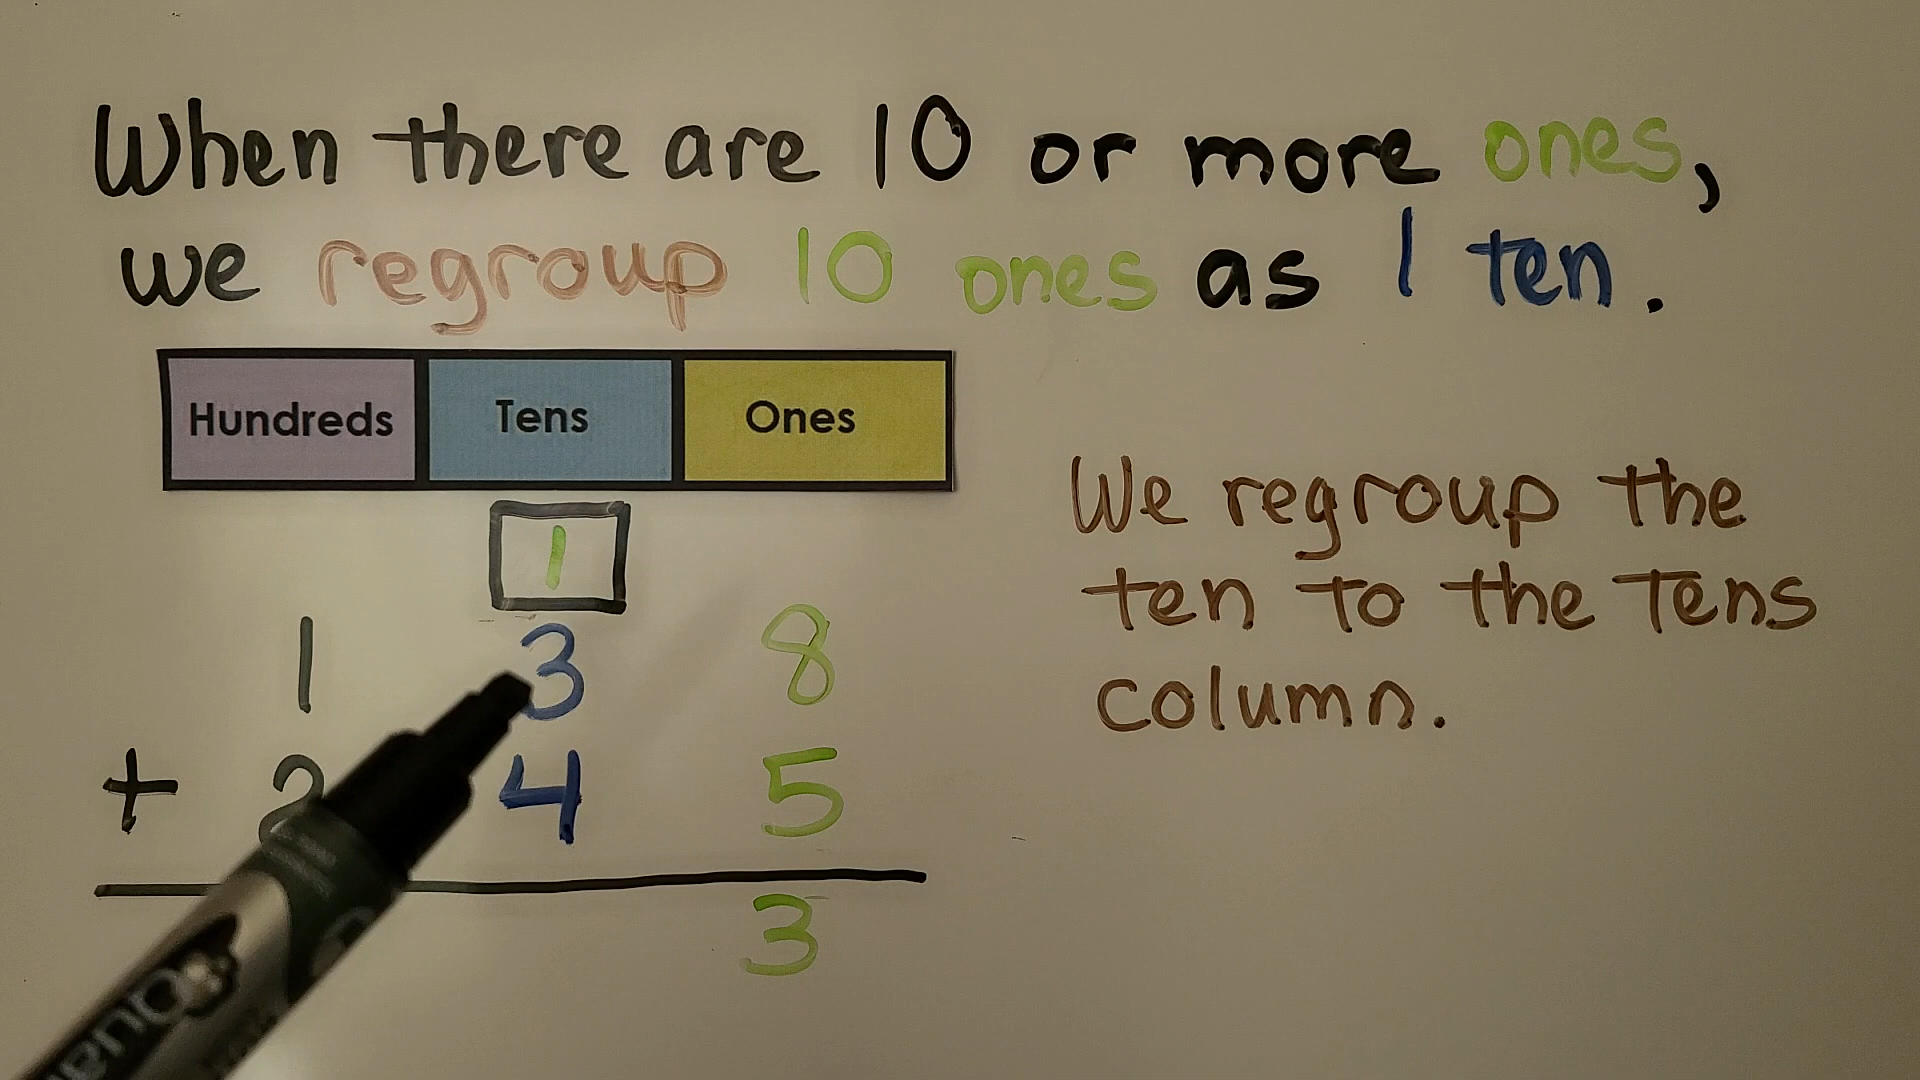 When there are 10 or more ones,
we regroup 10 ones as 1 ten.
Hundreds Tens Ones
1
1 3 8
+ 2 4 5
3
We regroup the
ten to the Tens
column.